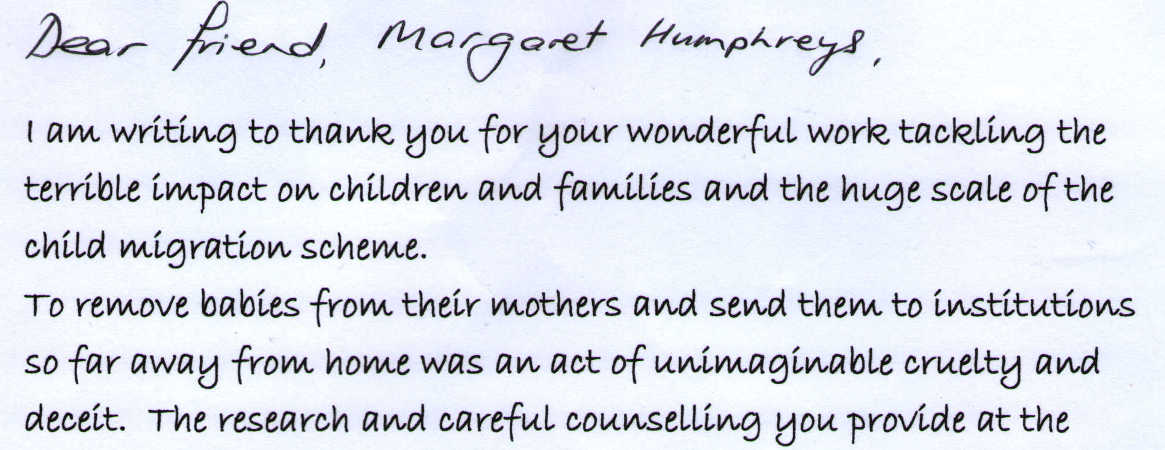 Dear friend, Margaret Humphreys,
I am writing to thank you for your wonderful work tackling the
terrible impact on children and families and the huge scale of the
child migration scheme.
To remove babies from their mothers and send them to institutions
so far away from home was an act of unimaginable cruelty and
deceit. The research and careful counselling you provide at the